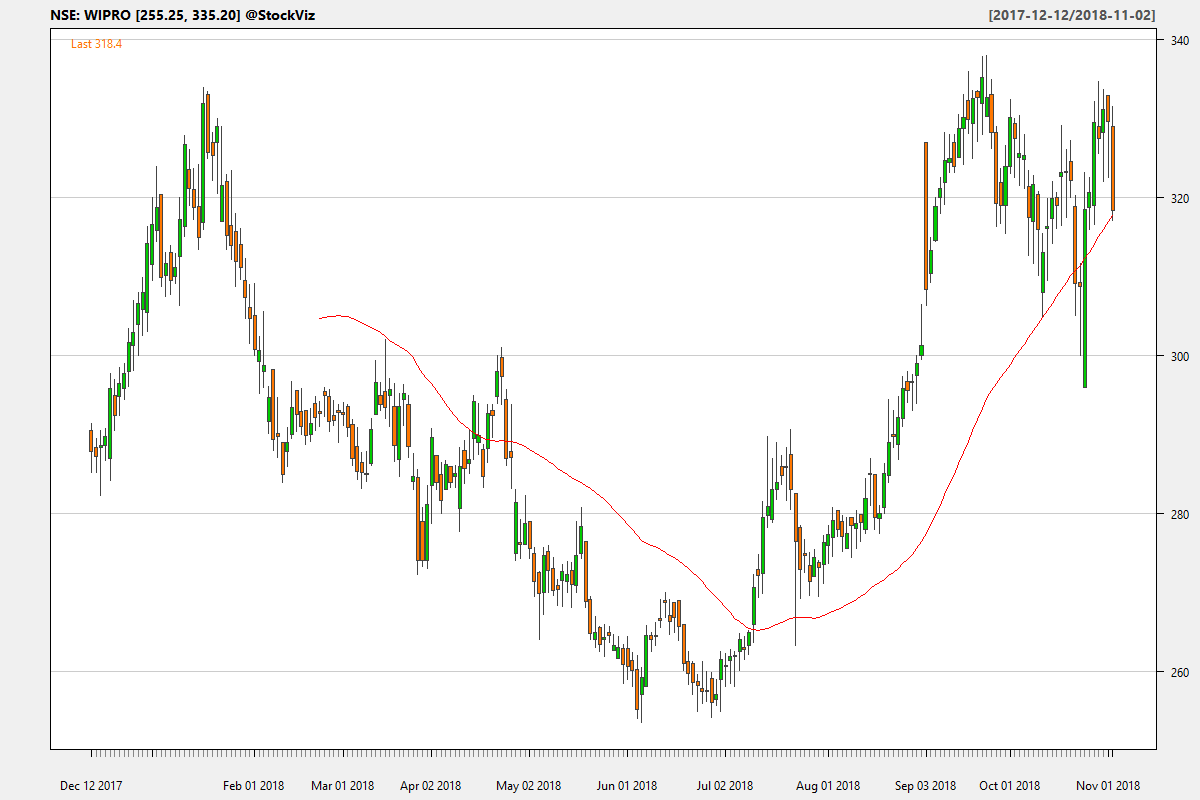 NSE: WIPRO [255.25, 335.20] @StockViz [2017-12-12/2018-11-02]
Last 318.4
340
320
300
280
260
Dec 12 2017 Feb 01 2018 Mar 01 2018 Apr 02 2018 May 02 2018 Jun 01 2018 Jul 02 2018 Aug 01 2018 Sep 03 2018 Oct 01 2018 Nov 01 2018